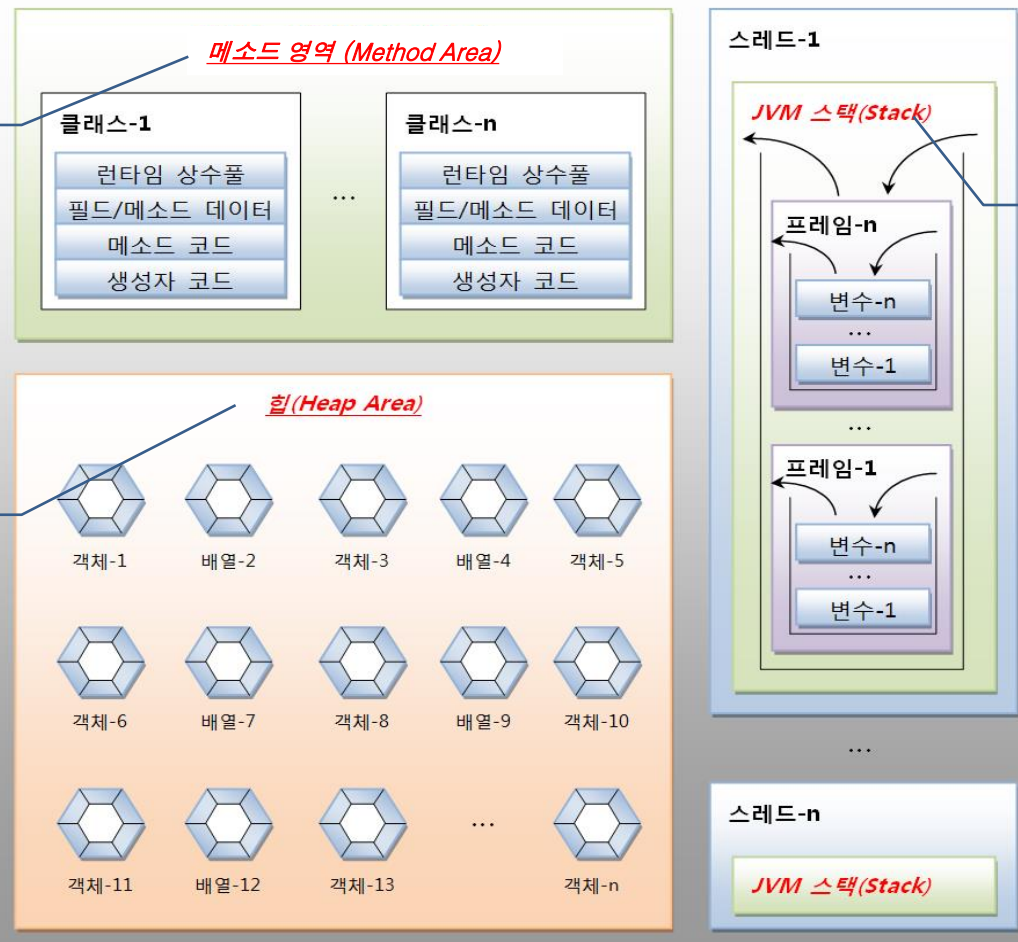 메소드 영역 (Method Area)
클래스-1
런타임 상수풀
필드/메소드 데이터
메소드 코드
생성자 코드
...
클래스-n
런타임 상수풀
필드/메소드 데이터
메소드 코드
생성자 코드
힙(Heap Area)
객체-1 배열-2 객체-3 배열-4 객체-5
객체-6 배열-7 객체-8 배열-9 객체-10
...
객체-11 배열-12 객체-13 객체-n
스레드-1
JVM 스택(Stack)
프레임-n
변수-n
...
변수-1
...
프레임-1
변수-n
...
변수-1
...
스레드-n
JVM 스택(Stack)